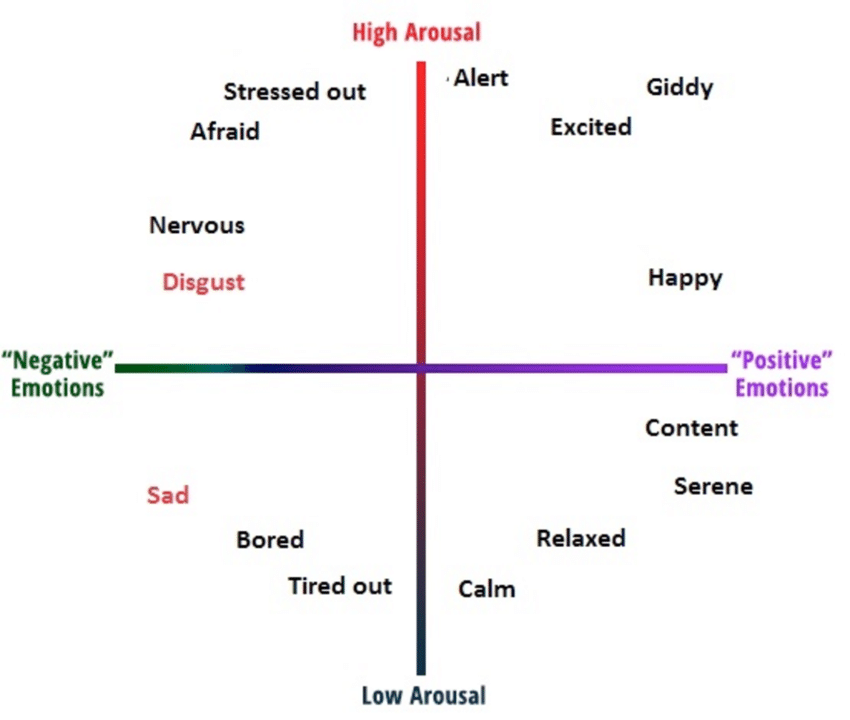 High Arousal
Alert
Stressed out
Giddy
Afraid
Excited
Nervous
Disgust
Happy
“Negative”
Emotions
“Positive”
Emotions
Content
Sad
Serene
Bored
Relaxed
Tired out
Calm
Low Arousal